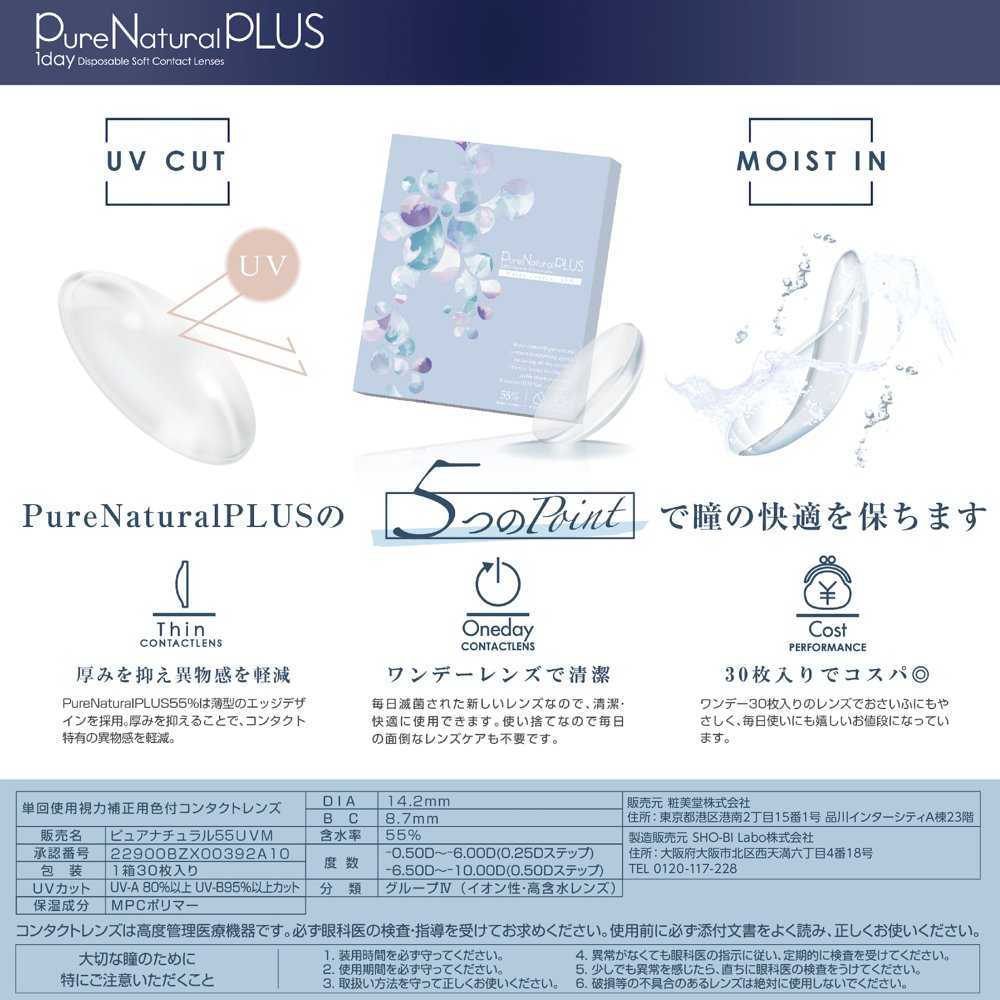 PureNaturalPLUS
1day Disposable Soft Contact Lenses
UV CUT
MOIST IN
UV
PureNaturalPLUS
55%
PureNaturalPLUSの 5つのPoint で瞳の快適を保ちます
Thin
CONTACTLENS
厚みを抑え異物感を軽減
PureNaturalPLUS55%は薄型のエッジデザ
インを採用。厚みを抑えることで、コンタクト
特有の異物感を軽減。
Oneday
CONTACTLENS
ワンデーレンズで清潔
毎日滅菌された新しいレンズなので、清潔・
快適に使用できます。使い捨てなので毎日
の面倒なレンズケアも不要です。
Cost
PERFORMANCE
30枚入りでコスパ◎
ワンデー30枚入りのレンズでおさいふにもや
さしく、毎日使いにも嬉しいお値段になってい
ます。
単回使用視力補正用色付コンタクトレンズ
販売名 ピュアナチュラル55UVM
承認番号 22900BZX00392A10
包装 1箱30枚入り
UVカット UV-A 80%以上 UV-B95%以上カット
保湿成分 MPCポリマー
DIA 14.2mm
BC 8.7mm
含水率 55%
度数 -0.50D〜-6.00D(0.25Dステップ)
-6.50D〜-10.00D(0.50Dステップ)
分類 グループⅣ（イオン性・高含水レンズ）
販売元 粧美堂株式会社
住所：東京都港区港南2丁目15番1号 品川インターシティA棟23階
製造販売元 SHO-BI Labo株式会社
住所：大阪府大阪市北区西天満六丁目4番18号
TEL 0120-117-228
コンタクトレンズは高度管理医療機器です。必ず眼科医の検査・指導を受けてお求めください。使用前に必ず添付文書をよく読み、正しくお使いください。
大切な瞳のために
特にご注意いただくこと
1. 装用時間を必ず守ってください。
2. 使用期間を必ず守ってください。
3. 取扱い方法を守って正しくお使いください。
4. 異常がなくても眼科医の指示に従い、定期的に検査を受けてください。
5. 少しでも異常を感じたら、直ちに眼科医の検査をうけてください。
6. 破損等の不具合のあるレンズは絶対に使用しないでください。